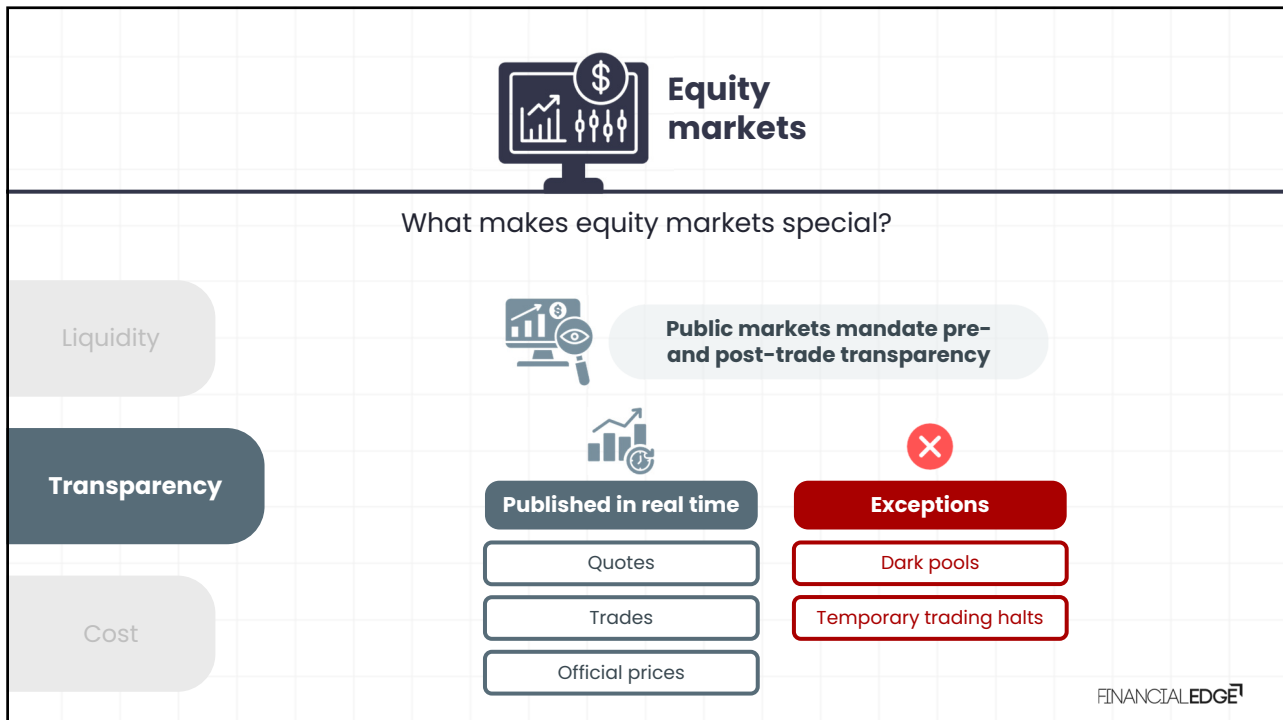 Equity
markets
What makes equity markets special?
Liquidity
Transparency
Cost
Public markets mandate pre-
and post-trade transparency
Published in real time
Quotes
Trades
Official prices
Exceptions
Dark pools
Temporary trading halts
FINANCIALEDGE